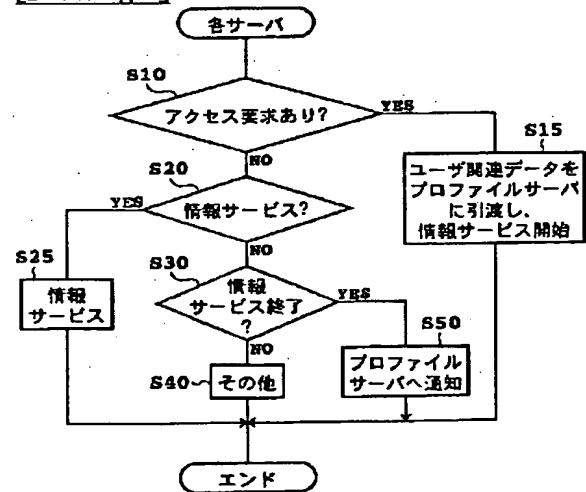 各サーバ
S10
アクセス要求あり?
YES
NO
S15
ユーザ関連データを
プロファイルサーバ
に引渡し、
情報サービス開始
S20
情報サービス?
YES
NO
S25
情報
サービス
S30
情報
サービス終了
?
YES
NO
S50
プロファイル
サーバへ通知
S40
その他
エンド